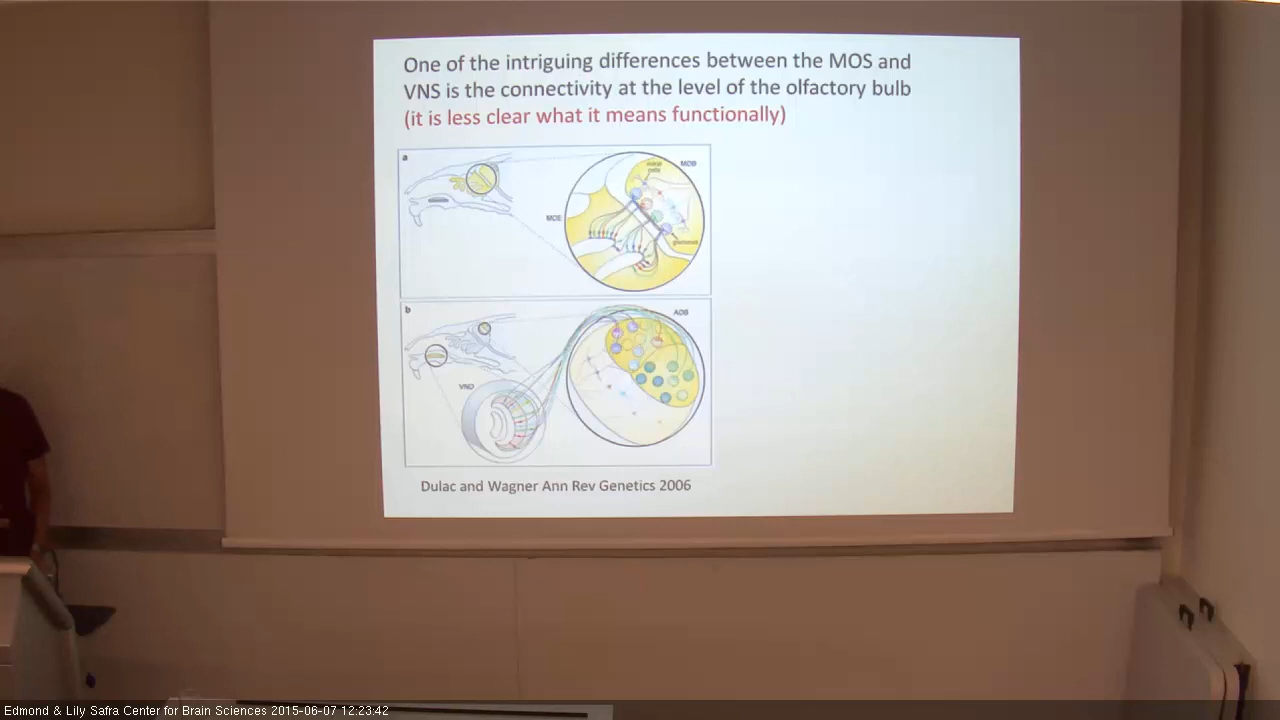 One of the intriguing differences between the MOS and
VNS is the connectivity at the level of the olfactory bulb
(it is less clear what it means functionally)
a
MOB
MOE
b
AOB
VNO
Dulac and Wagner Ann Rev Genetics 2006
Edmond & Lily Safra Center for Brain Sciences 2015-06-07 12:23:42